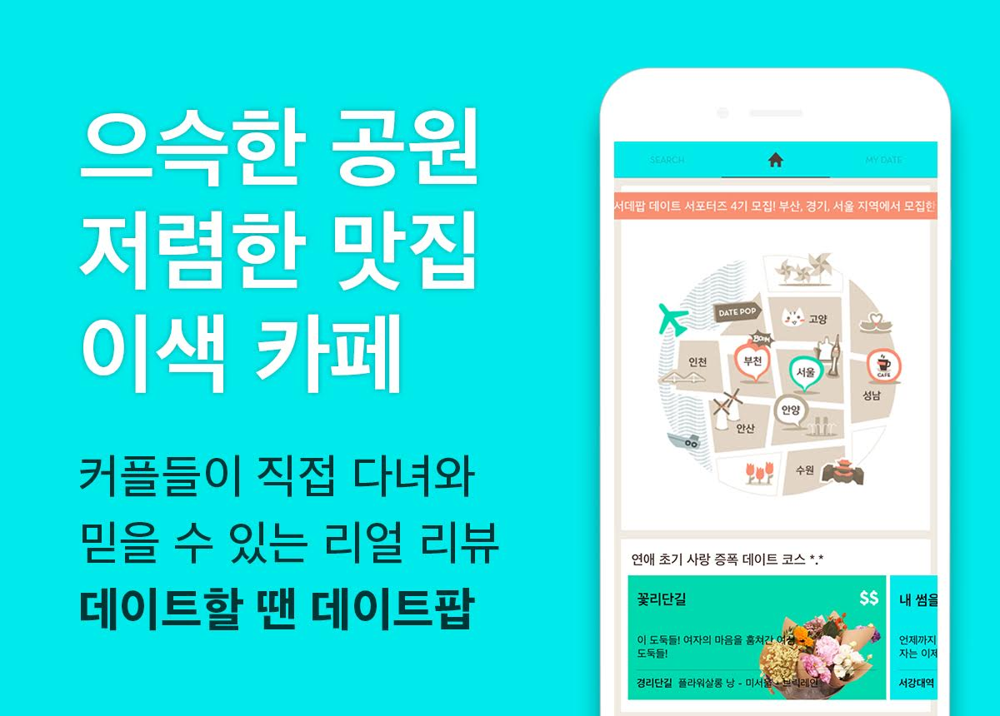 으슥한 공원
저렴한 맛집
이색 카페
커플들이 직접 다녀와
믿을 수 있는 리얼 리뷰
데이트할 땐 데이트팝
SEARCH
MY DATE
서데팝 데이트 서포터즈 4기 모집! 부산, 경기, 서울 지역에서 모집한
DATE POP
고양
BOOM
인천
부천
서울
CAFE
성남
안양
안산
수원
연애 초기 사랑 증폭 데이트 코스 *.*
꽃리단길
$$
이 도둑들! 여자의 마음을 훔쳐간 여성
도둑들!
경리단길 플라워살롱 낭 - 미서울 - 브릭레인
내 썸을
언제까지
자는 이제
서강대역